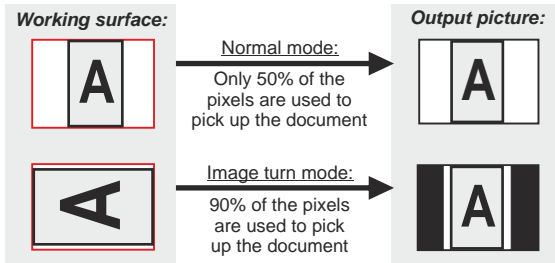 Working surface:
Output picture:
A
Normal mode:
Only 50% of the
pixels are used to
pick up the document
A
A
Image turn mode:
90% of the pixels
are used to pick
up the document
A